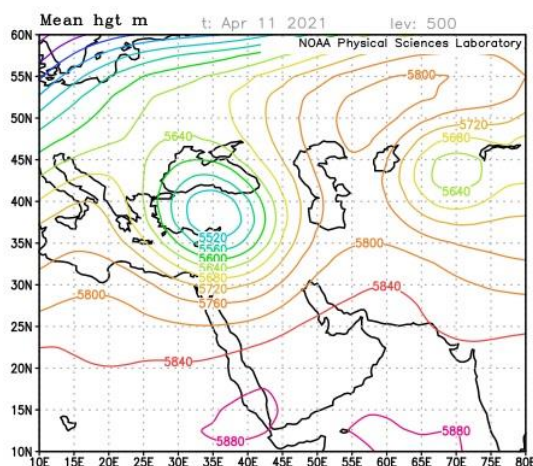 Mean hgt m t: Apr 11 2021 lev: 500
60N NOAA Physical Sciences Laboratory
55N 5800
50N 5720
5640 5680
45N
5640
40N
5520
35N 5560
5600 5800
5640
30N 5680 5840
5800 5720
5760
25N
20N 5840
15N
5880 5880
10N
10E 15E 20E 25E 30E 35E 40E 45E 50E 55E 60E 65E 70E 75E 80E